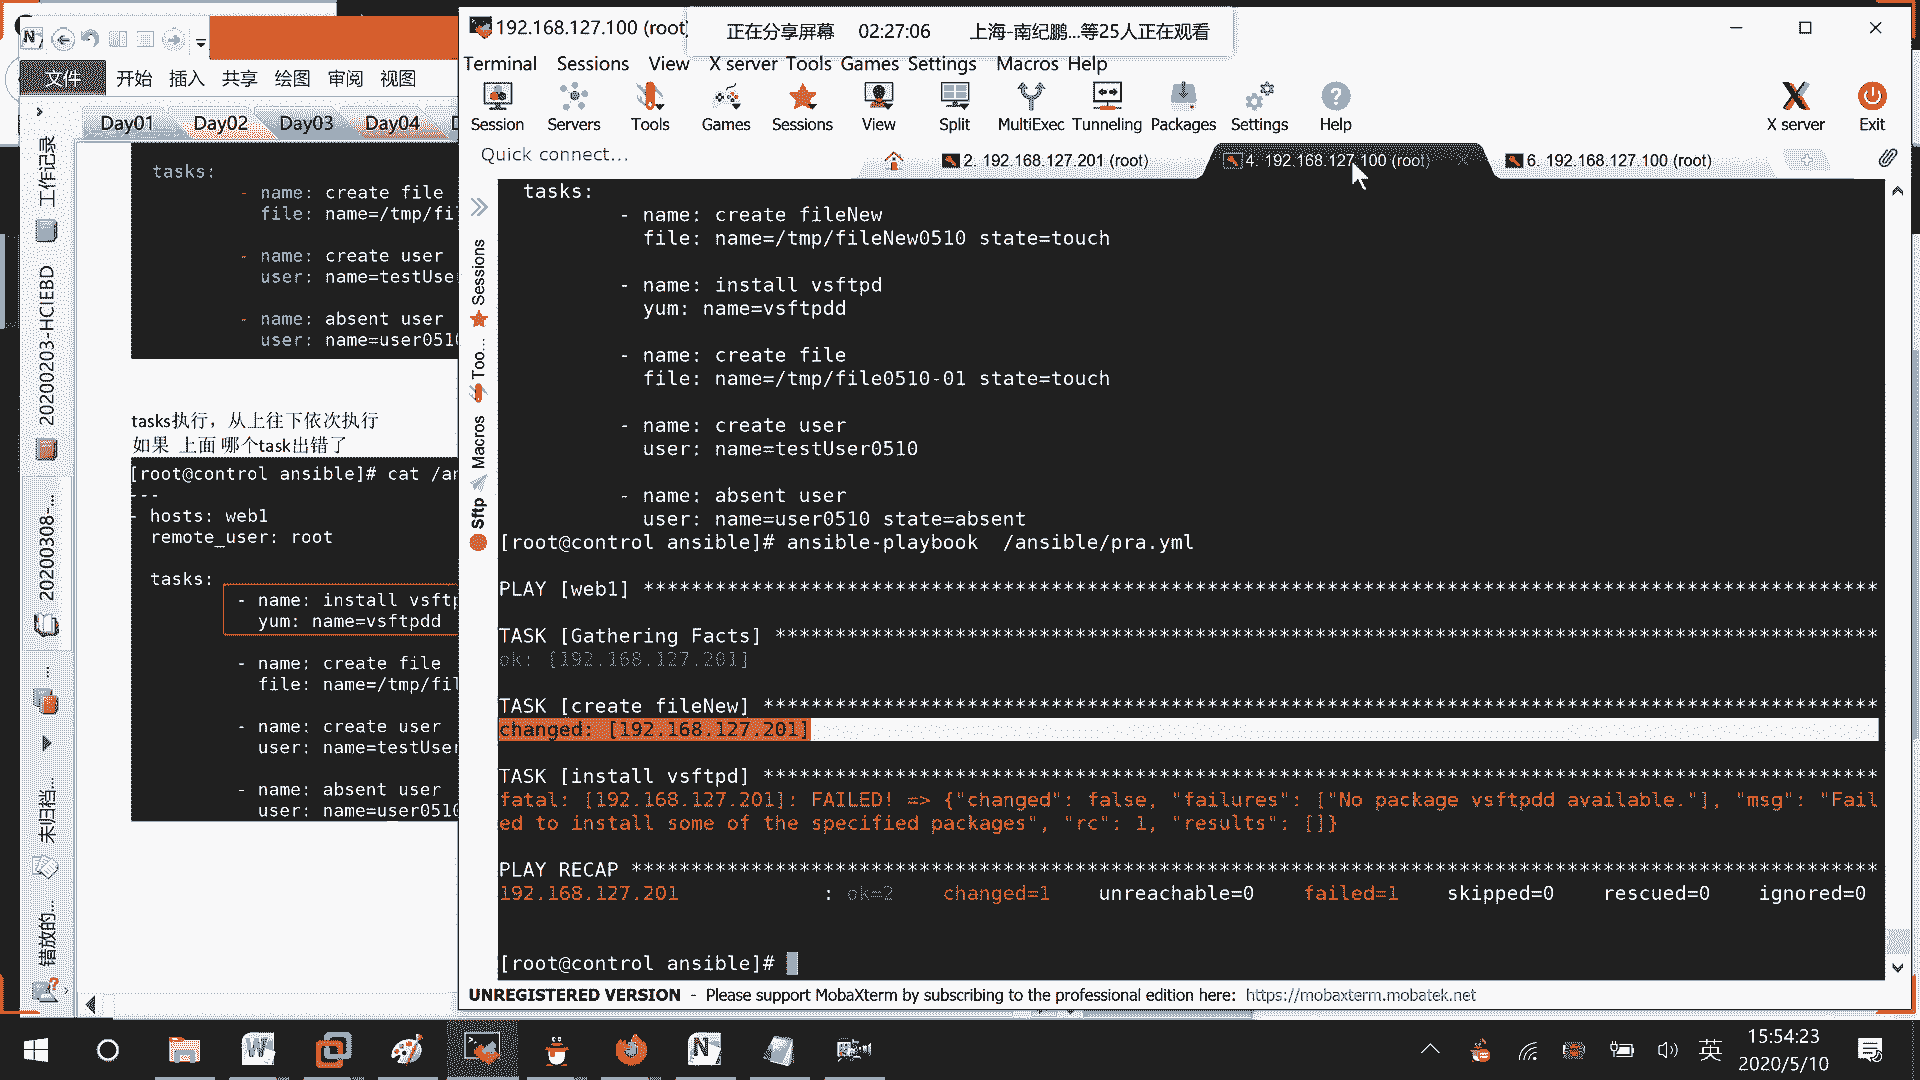 192.168.127.100 (root
正在分享屏幕 02:27:06 上海-南纪鹏...等25人正在观看
Terminal Sessions View X server Tools Games Settings Macros Help
Session Servers Tools Games Sessions View Split MultiExec Tunneling Packages Settings Help X server Exit
Quick connect...
2. 192.168.127.201 (root)
4. 192.168.127.100 (root)
6. 192.168.127.100 (root)
文件 开始 插入 共享 绘图 审阅 视图
Day01 Day02 Day03 Day04
工作记录
20200203-HCIEBD
20200308-...
未归档...
错放的...
tasks:
- name: create file
file: name=/tmp/fi
- name: create user
user: name=testUse
- name: absent user
user: name=user0510
tasks执行，从上往下依次执行
如果 上面 哪个task出错了
[root@control ansible]# cat /an
---
- hosts: web1
remote_user: root
tasks:
- name: install vsftp
yum: name=vsftpdd
- name: create file
file: name=/tmp/fil
- name: create user
user: name=testUser
- name: absent user
user: name=user0510
Sessions
Too...
Macros
Sftp
tasks:
- name: create fileNew
file: name=/tmp/fileNew0510 state=touch
- name: install vsftpd
yum: name=vsftpdd
- name: create file
file: name=/tmp/file0510-01 state=touch
- name: create user
user: name=testUser0510
- name: absent user
user: name=user0510 state=absent
[root@control ansible]# ansible-playbook /ansible/pra.yml
PLAY [web1] *******************************************************************************************************
TASK [Gathering Facts] ********************************************************************************************
ok: [192.168.127.201]
TASK [create fileNew] *********************************************************************************************
changed: [192.168.127.201]
TASK [install vsftpd] *********************************************************************************************
fatal: [192.168.127.201]: FAILED! => {"changed": false, "failures": ["No package vsftpdd available."], "msg": "Fail
ed to install some of the specified packages", "rc": 1, "results": []}
PLAY RECAP ********************************************************************************************************
192.168.127.201 : ok=2 changed=1 unreachable=0 failed=1 skipped=0 rescued=0 ignored=0
[root@control ansible]#
UNREGISTERED VERSION - Please support MobaXterm by subscribing to the professional edition here: https://mobaxterm.mobatek.net
英
15:54:23
2020/5/10